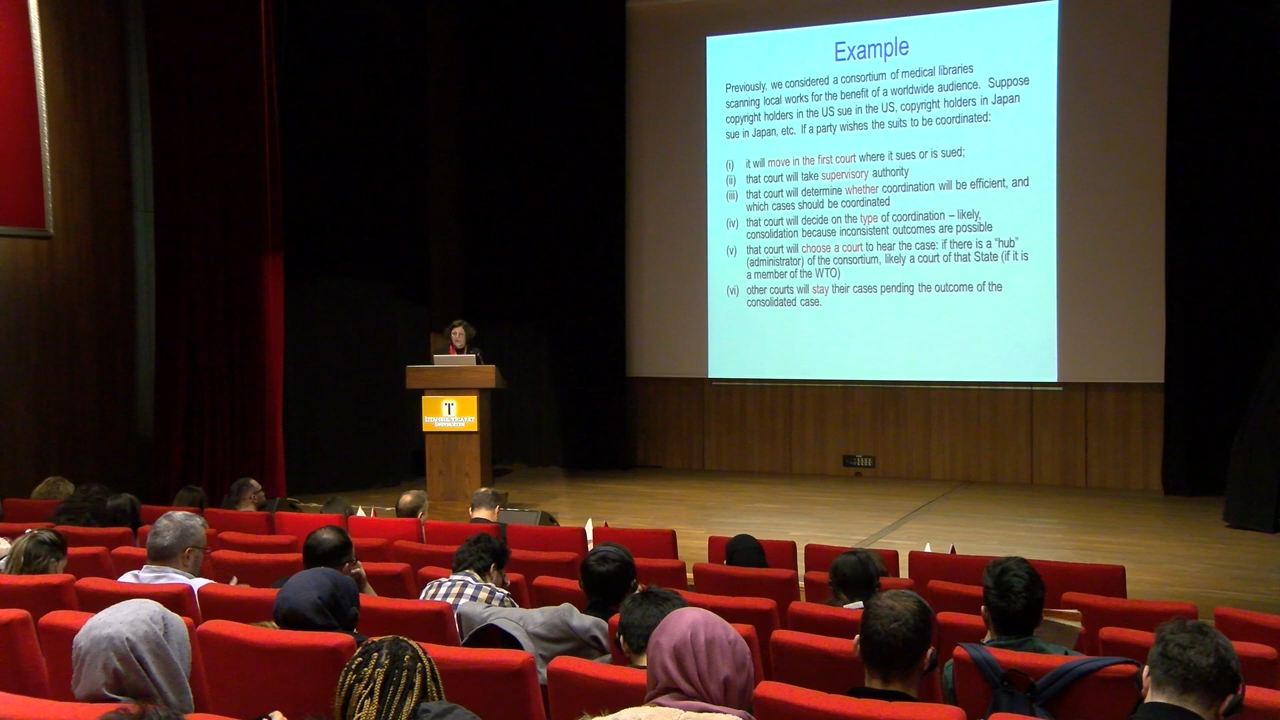 Example
Previously, we considered a consortium of medical libraries
scanning local works for the benefit of a worldwide audience. Suppose
copyright holders in the US sue in the US, copyright holders in Japan
sue in Japan, etc. If a party wishes the suits to be coordinated:
(i) it will move in the first court where it sues or is sued;
(ii) that court will take supervisory authority
(iii) that court will determine whether coordination will be efficient, and
which cases should be coordinated
(iv) that court will decide on the type of coordination – likely,
consolidation because inconsistent outcomes are possible
(v) that court will choose a court to hear the case: if there is a “hub”
(administrator) of the consortium, likely a court of that State (if it is
a member of the WTO)
(vi) other courts will stay their cases pending the outcome of the
consolidated case.
T
İSTANBUL TİCARET
ÜNİVERSİTESİ